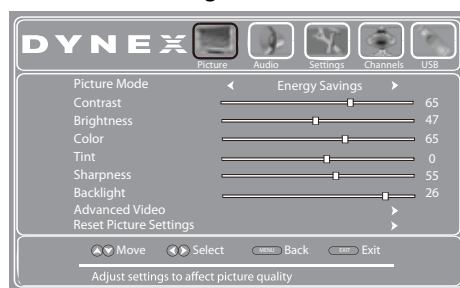 DYNEX
Picture Audio Settings Channels USB
Picture Mode Energy Savings
Contrast 65
Brightness 47
Color 65
Tint 0
Sharpness 55
Backlight 26
Advanced Video
Reset Picture Settings
Move Select MENU Back EXIT Exit
Adjust settings to affect picture quality